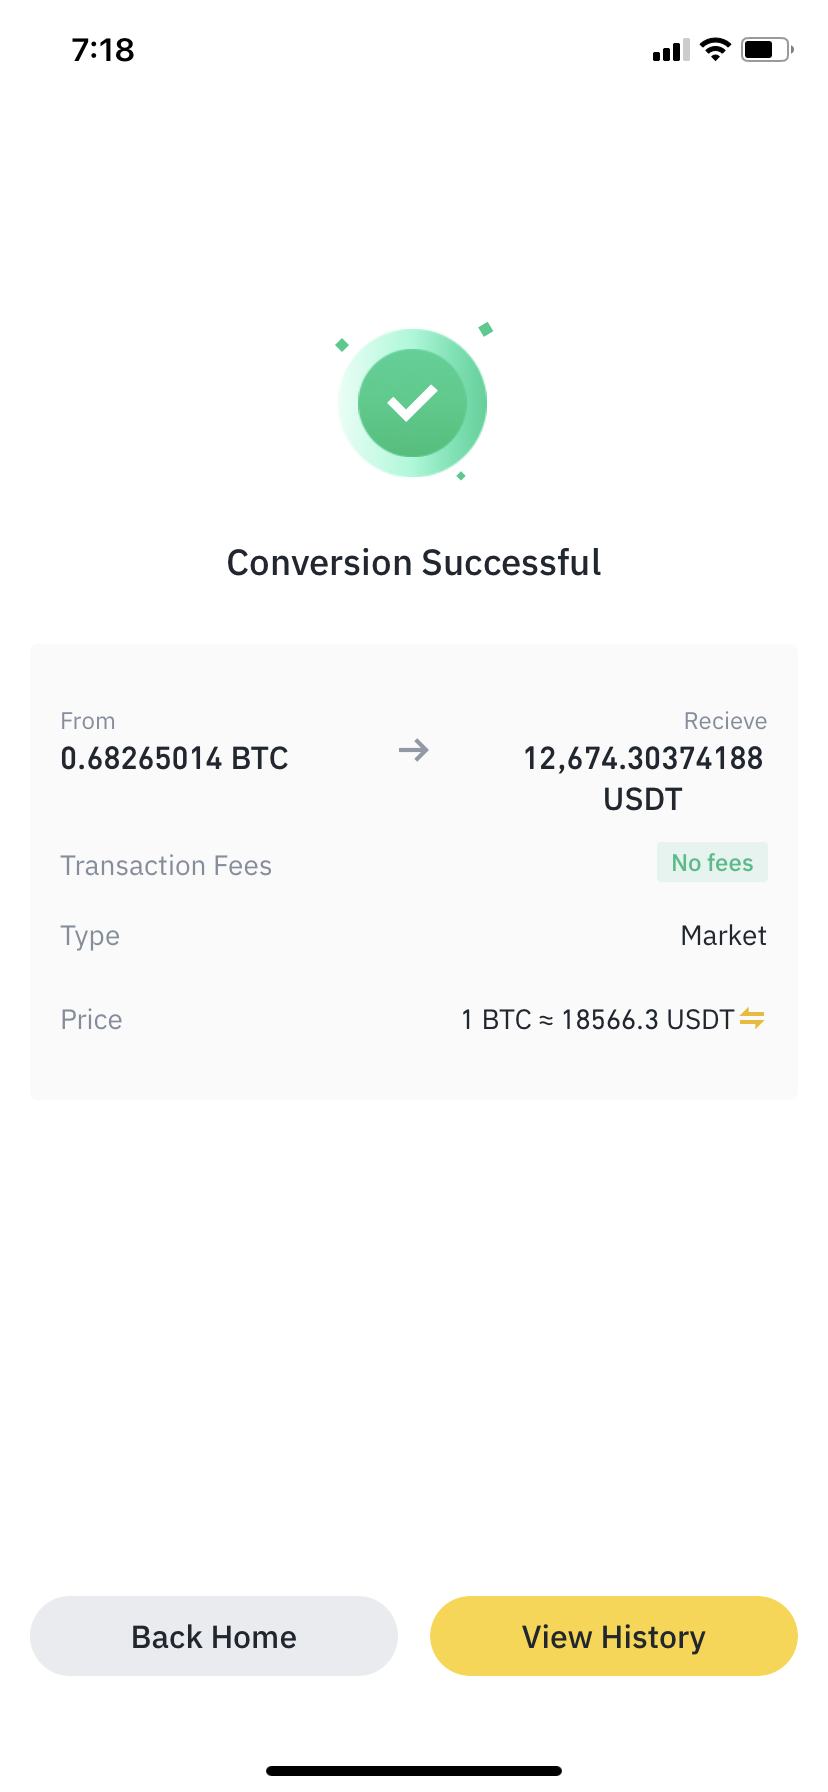 7:18
Conversion Successful
From
Recieve
0.68265014 BTC
12,674.30374188
USDT
Transaction Fees
No fees
Type
Market
Price
1 BTC ≈ 18566.3 USDT
Back Home
View History